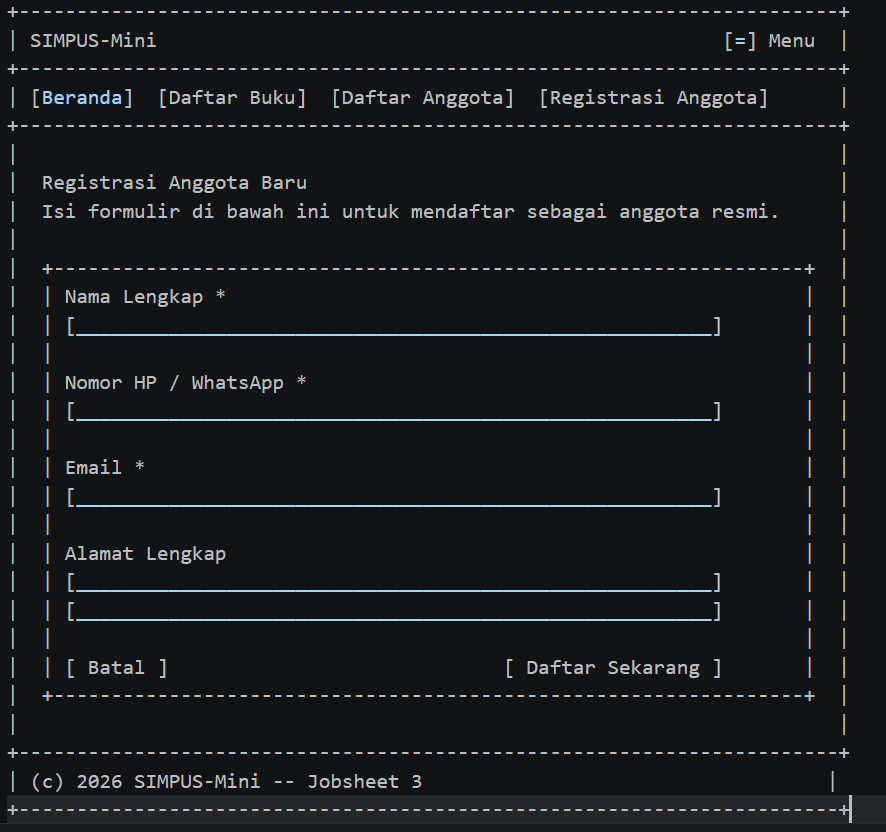 +-----------------------------------------------------------------------+
| SIMPUS-Mini                                                 [=] Menu  |
+-----------------------------------------------------------------------+
| [Beranda]  [Daftar Buku]  [Daftar Anggota]  [Registrasi Anggota]      |
+-----------------------------------------------------------------------+
|                                                                       |
|  Registrasi Anggota Baru                                              |
|  Isi formulir di bawah ini untuk mendaftar sebagai anggota resmi.     |
|                                                                       |
|  +-----------------------------------------------------------------+  |
|  | Nama Lengkap *                                                  |  |
|  | [_______________________________________________________]       |  |
|  |                                                                 |  |
|  | Nomor HP / WhatsApp *                                           |  |
|  | [_______________________________________________________]       |  |
|  |                                                                 |  |
|  | Email *                                                         |  |
|  | [_______________________________________________________]       |  |
|  |                                                                 |  |
|  | Alamat Lengkap                                                  |  |
|  | [_______________________________________________________]       |  |
|  | [_______________________________________________________]       |  |
|  |                                                                 |  |
|  | [ Batal ]                             [ Daftar Sekarang ]       |  |
|  +-----------------------------------------------------------------+  |
|                                                                       |
+-----------------------------------------------------------------------+
| (c) 2026 SIMPUS-Mini -- Jobsheet 3                                   |
+-----------------------------------------------------------------------+